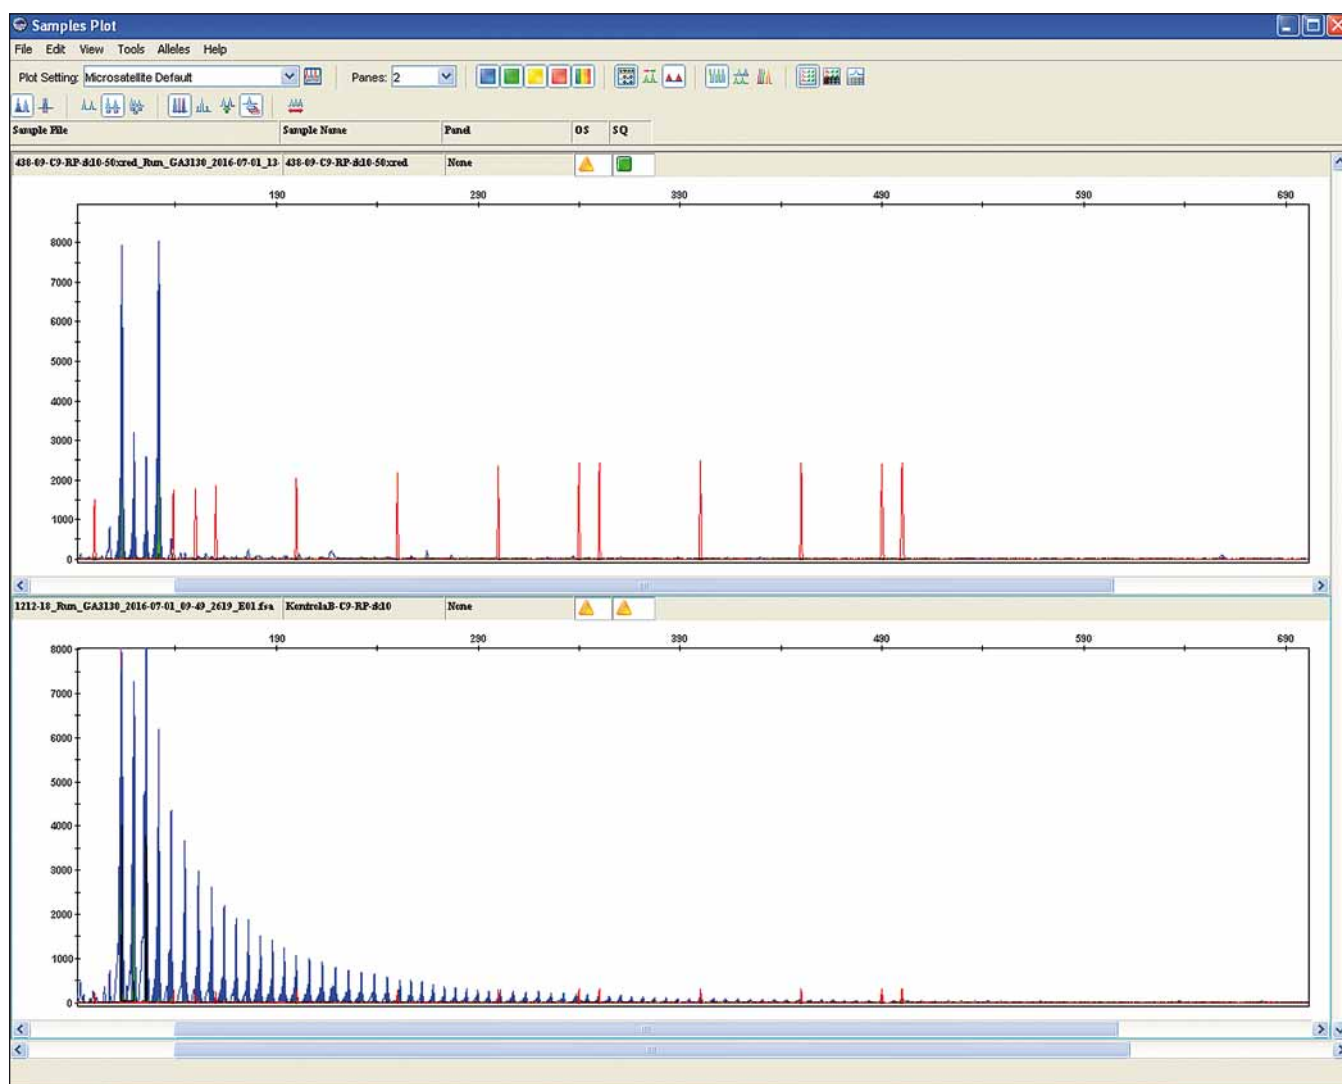 Samples Plot
File Edit View Tools Alleles Help
Plot Setting: Microsatellite Default Panes: 2
Sample File Sample Name Panel OS SQ
438-09-C9-RP-sk10-50xred_Run_GA3130_2016-07-01_13- 438-09-C9-RP-sk10-50xred None
190 290 390 490 590 690
8000
7000
6000
5000
4000
3000
2000
1000
0
1212-18_Run_GA3130_2016-07-01_09-49_2619_E01.fsa KontrolaB-C9-RP-sk10 None
190 290 390 490 590 690
8000
7000
6000
5000
4000
3000
2000
1000
0